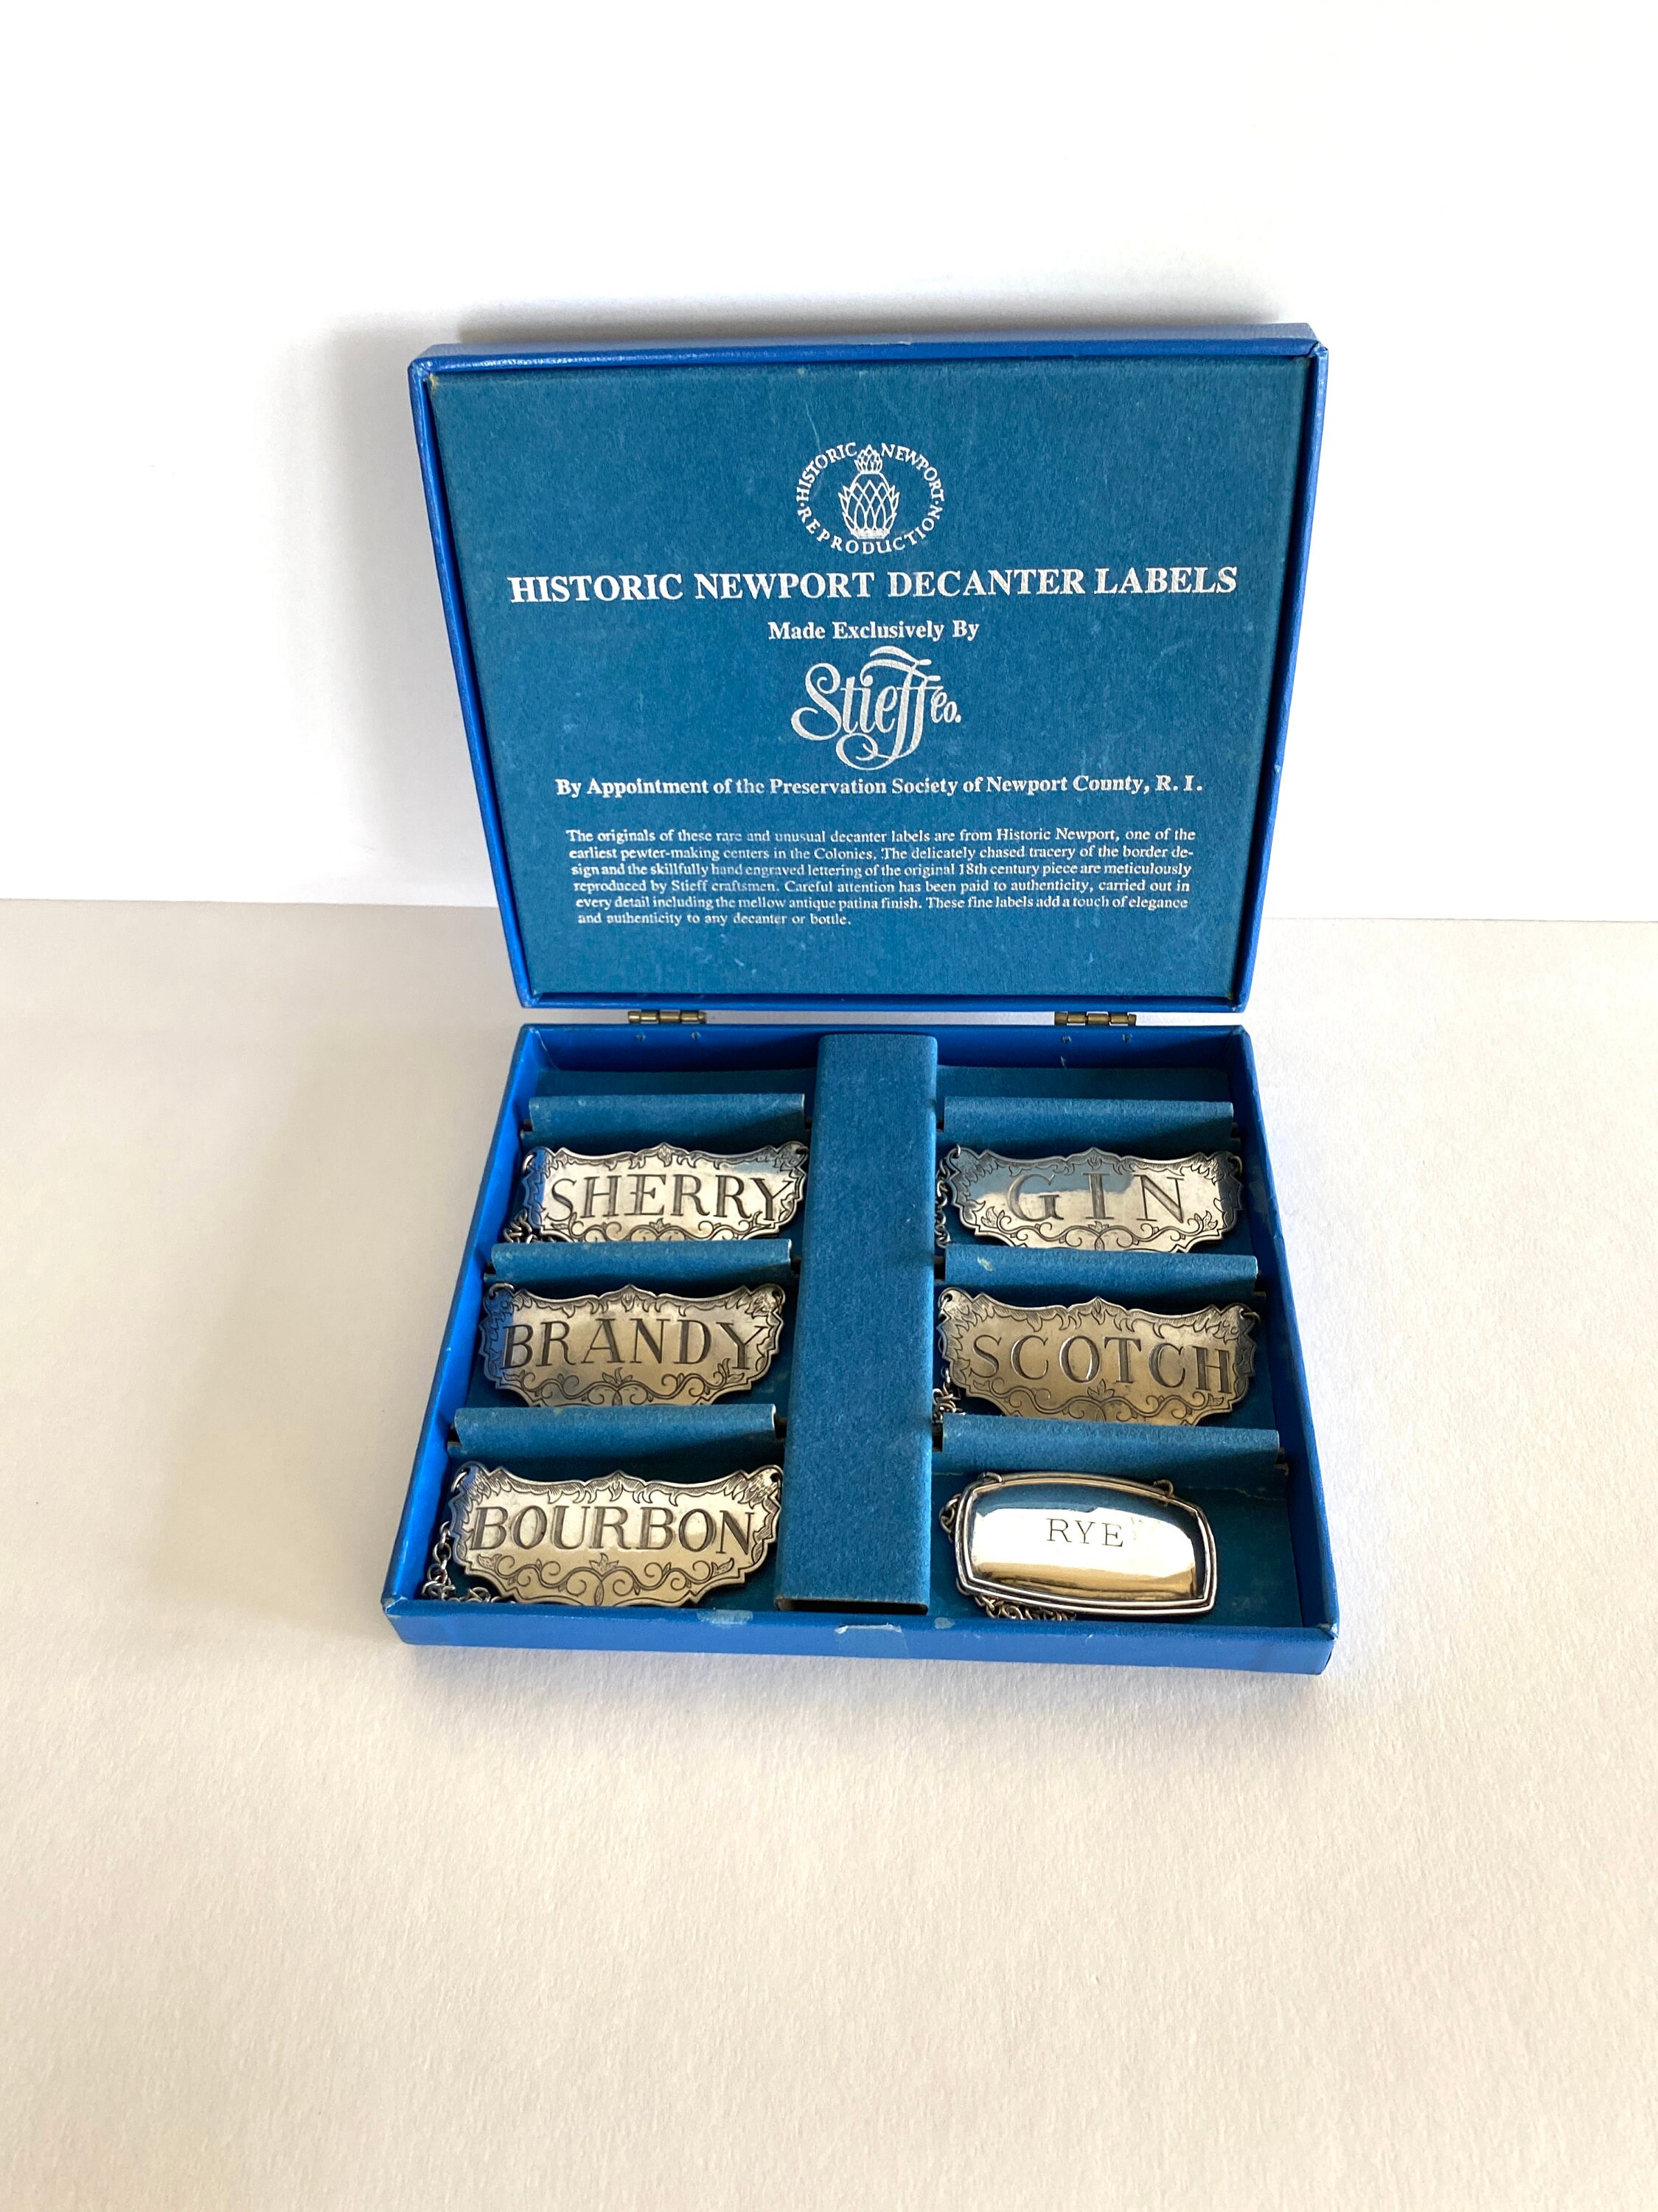 HISTORIC NEWPORT
REPRODUCTION
HISTORIC NEWPORT DECANTER LABELS
Made Exclusively By
Stieff Co.
By Appointment of the Preservation Society of Newport County, R. I.
The originals of these rare and unusual decanter labels are from Historic Newport, one of the
earliest pewter-making centers in the Colonies. The delicately chased tracery of the border de-
sign and the skillfully hand engraved lettering of the original 18th century piece are meticulously
reproduced by Stieff craftsmen. Careful attention has been paid to authenticity, carried out in
every detail including the mellow antique patina finish. These fine labels add a touch of elegance
and authenticity to any decanter or bottle.
SHERRY
GIN
BRANDY
SCOTCH
BOURBON
RYE